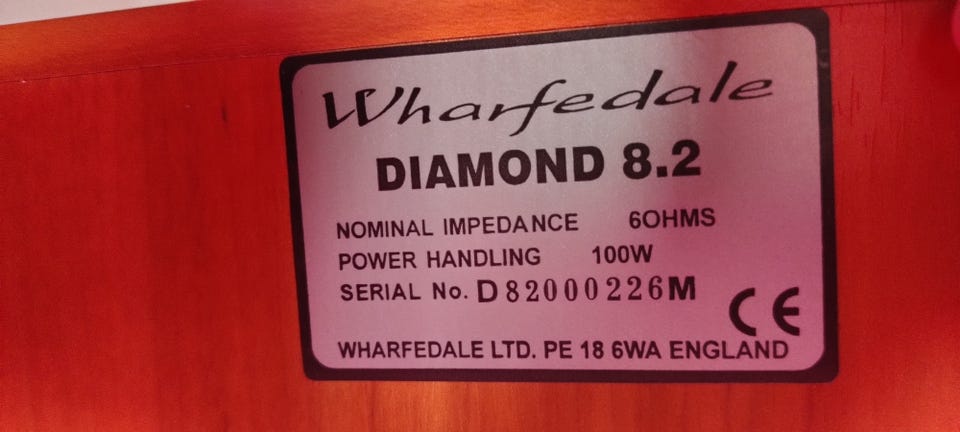 Wharfedale
DIAMOND 8.2
NOMINAL IMPEDANCE 6OHMS
POWER HANDLING 100W
SERIAL No. D82000226M
CE
WHARFEDALE LTD. PE 18 6WA ENGLAND